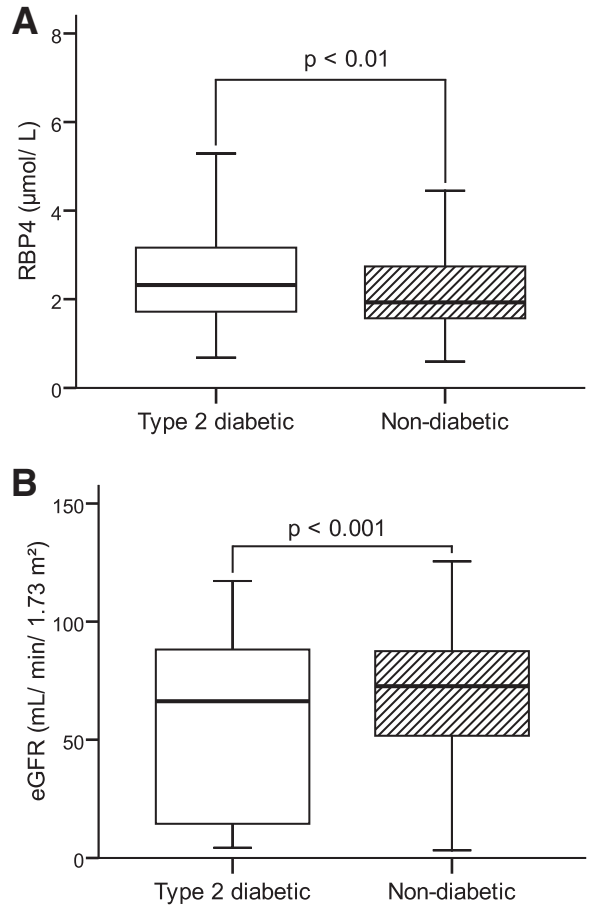 A
8
p < 0.01
6
4
2
0
RBP4 (µmol/ L)
Type 2 diabetic Non-diabetic
B
150
p < 0.001
100
50
0
eGFR (mL/ min/ 1.73 m²)
Type 2 diabetic Non-diabetic